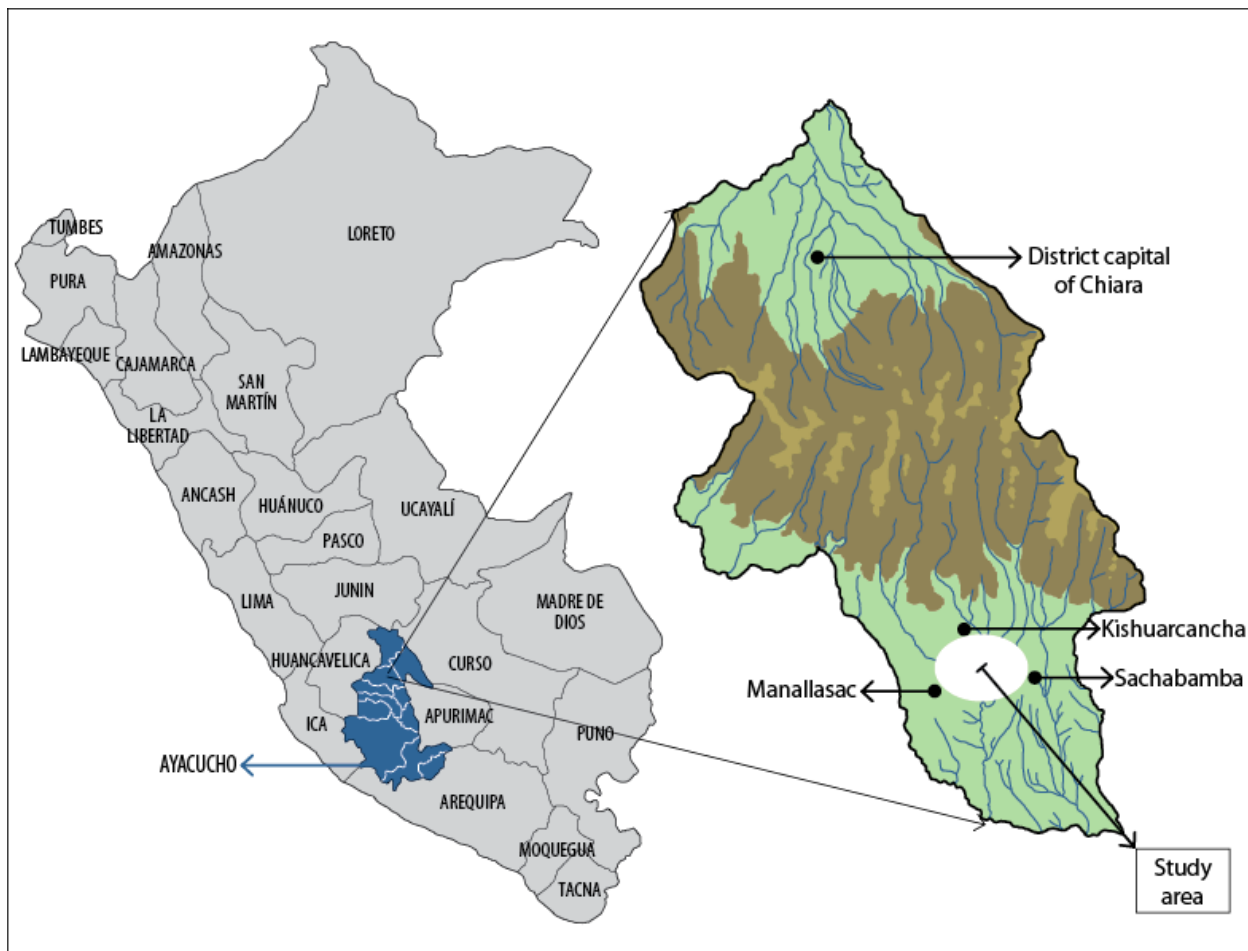 TUMBES
PURA
LAMBAYEQUE
AMAZONAS
CAJAMARCA
LORETO
SAN
MARTÍN
LA
LIBERTAD
ANCASH
HUÁNUCO
UCAYALÍ
PASCO
JUNIN
LIMA
MADRE DE
DIOS
HUANCAVELICA
CURSO
ICA
APURIMAC
PUNO
AYACUCHO
AREQUIPA
MOQUEGUA
TACNA
District capital
of Chiara
Kishuarcancha
Manallasac
Sachabamba
Study
area